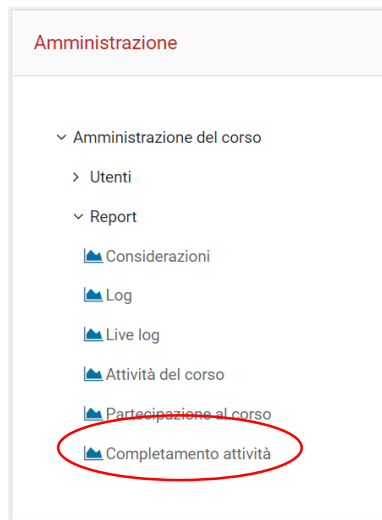 Amministrazione
Amministrazione del corso
Utenti
Report
Considerazioni
Log
Live log
Attività del corso
Partecipazione al corso
Completamento attività